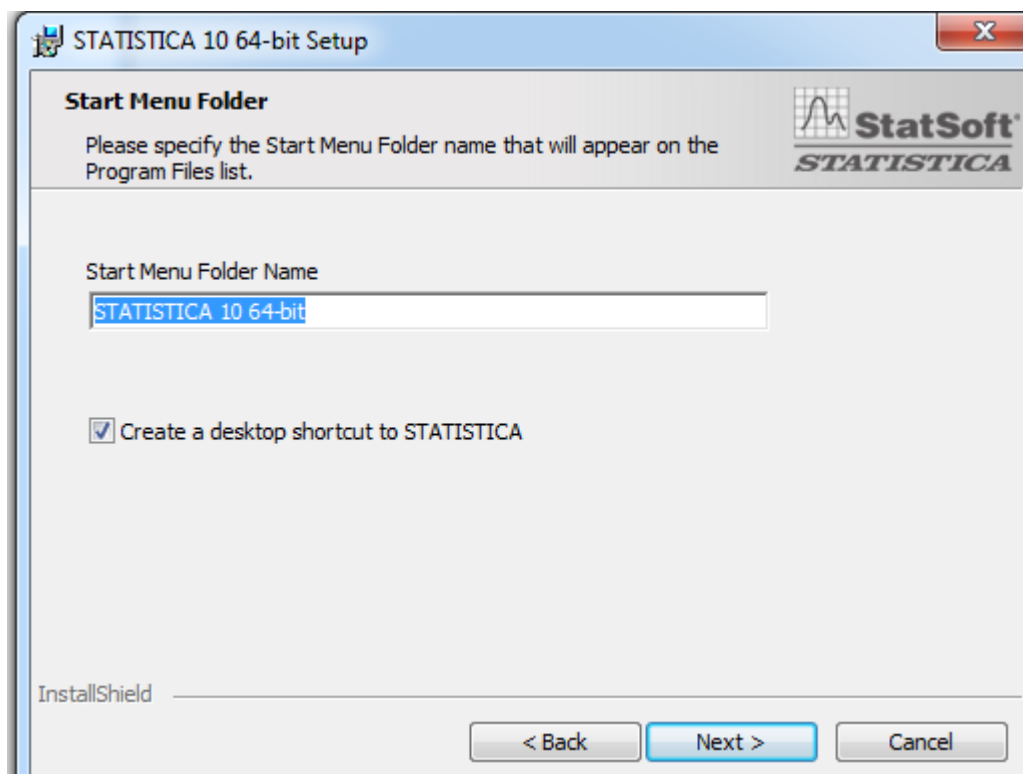 STATISTICA 10 64-bit Setup
Start Menu Folder
Please specify the Start Menu Folder name that will appear on the
Program Files list.
StatSoft
STATISTICA
Start Menu Folder Name
STATISTICA 10 64-bit
Create a desktop shortcut to STATISTICA
InstallShield
< Back
Next >
Cancel